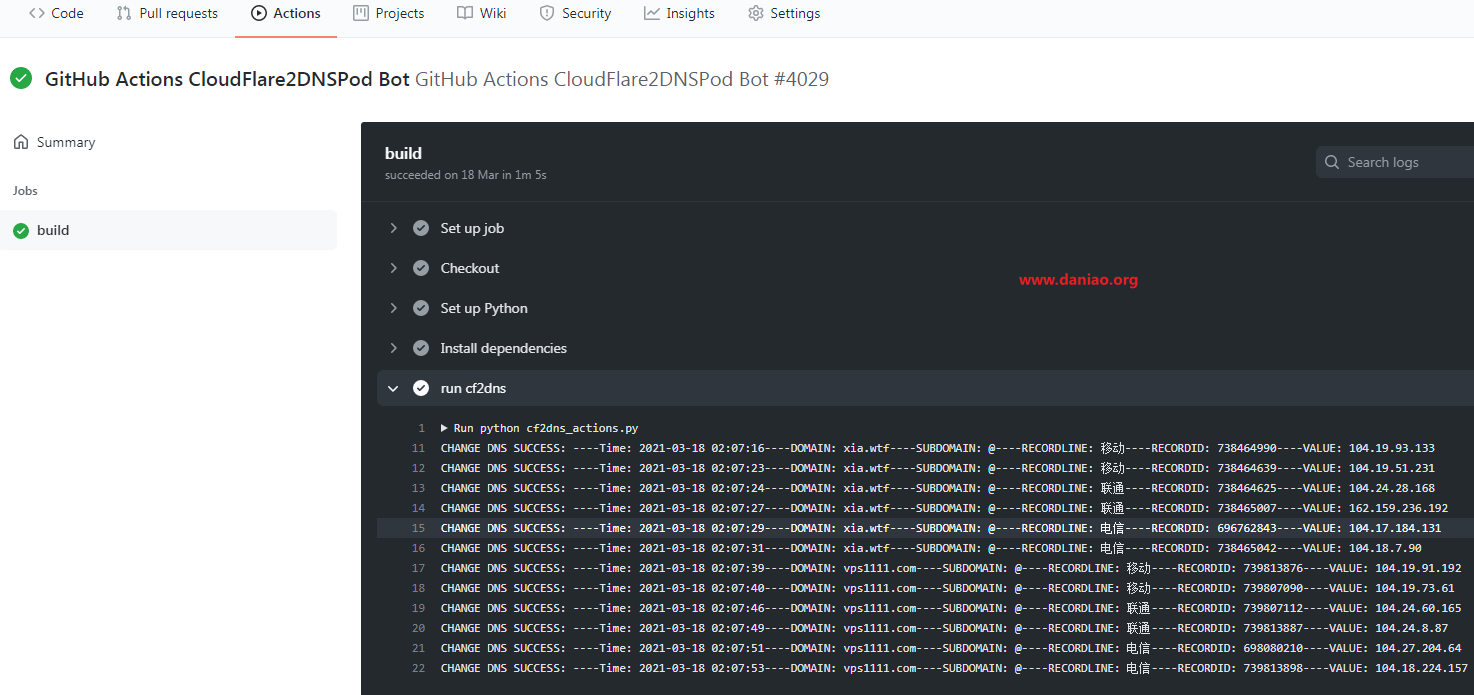 Code Pull requests Actions Projects Wiki Security Insights Settings
GitHub Actions CloudFlare2DNSPod Bot GitHub Actions CloudFlare2DNSPod Bot #4029
Summary
Jobs
build
build
succeeded on 18 Mar in 1m 5s
Search logs
Set up job
Checkout
www.daniao.org
Set up Python
Install dependencies
run cf2dns
1 Run python cf2dns_actions.py
11 CHANGE DNS SUCCESS: ----Time: 2021-03-18 02:07:16----DOMAIN: xia.wtf----SUBDOMAIN: @----RECORDLINE: 移动----RECORDID: 738464990----VALUE: 104.19.93.133
12 CHANGE DNS SUCCESS: ----Time: 2021-03-18 02:07:23----DOMAIN: xia.wtf----SUBDOMAIN: @----RECORDLINE: 移动----RECORDID: 738464639----VALUE: 104.19.51.231
13 CHANGE DNS SUCCESS: ----Time: 2021-03-18 02:07:24----DOMAIN: xia.wtf----SUBDOMAIN: @----RECORDLINE: 联通----RECORDID: 738464625----VALUE: 104.24.28.168
14 CHANGE DNS SUCCESS: ----Time: 2021-03-18 02:07:27----DOMAIN: xia.wtf----SUBDOMAIN: @----RECORDLINE: 联通----RECORDID: 738465007----VALUE: 162.159.236.192
15 CHANGE DNS SUCCESS: ----Time: 2021-03-18 02:07:29----DOMAIN: xia.wtf----SUBDOMAIN: @----RECORDLINE: 电信----RECORDID: 696762843----VALUE: 104.17.184.131
16 CHANGE DNS SUCCESS: ----Time: 2021-03-18 02:07:31----DOMAIN: xia.wtf----SUBDOMAIN: @----RECORDLINE: 电信----RECORDID: 738465042----VALUE: 104.18.7.90
17 CHANGE DNS SUCCESS: ----Time: 2021-03-18 02:07:39----DOMAIN: vps1111.com----SUBDOMAIN: @----RECORDLINE: 移动----RECORDID: 739813876----VALUE: 104.19.91.192
18 CHANGE DNS SUCCESS: ----Time: 2021-03-18 02:07:40----DOMAIN: vps1111.com----SUBDOMAIN: @----RECORDLINE: 移动----RECORDID: 739807090----VALUE: 104.19.73.61
19 CHANGE DNS SUCCESS: ----Time: 2021-03-18 02:07:46----DOMAIN: vps1111.com----SUBDOMAIN: @----RECORDLINE: 联通----RECORDID: 739807112----VALUE: 104.24.60.165
20 CHANGE DNS SUCCESS: ----Time: 2021-03-18 02:07:49----DOMAIN: vps1111.com----SUBDOMAIN: @----RECORDLINE: 联通----RECORDID: 739813887----VALUE: 104.24.8.87
21 CHANGE DNS SUCCESS: ----Time: 2021-03-18 02:07:51----DOMAIN: vps1111.com----SUBDOMAIN: @----RECORDLINE: 电信----RECORDID: 698080210----VALUE: 104.27.204.64
22 CHANGE DNS SUCCESS: ----Time: 2021-03-18 02:07:53----DOMAIN: vps1111.com----SUBDOMAIN: @----RECORDLINE: 电信----RECORDID: 739813898----VALUE: 104.18.224.157